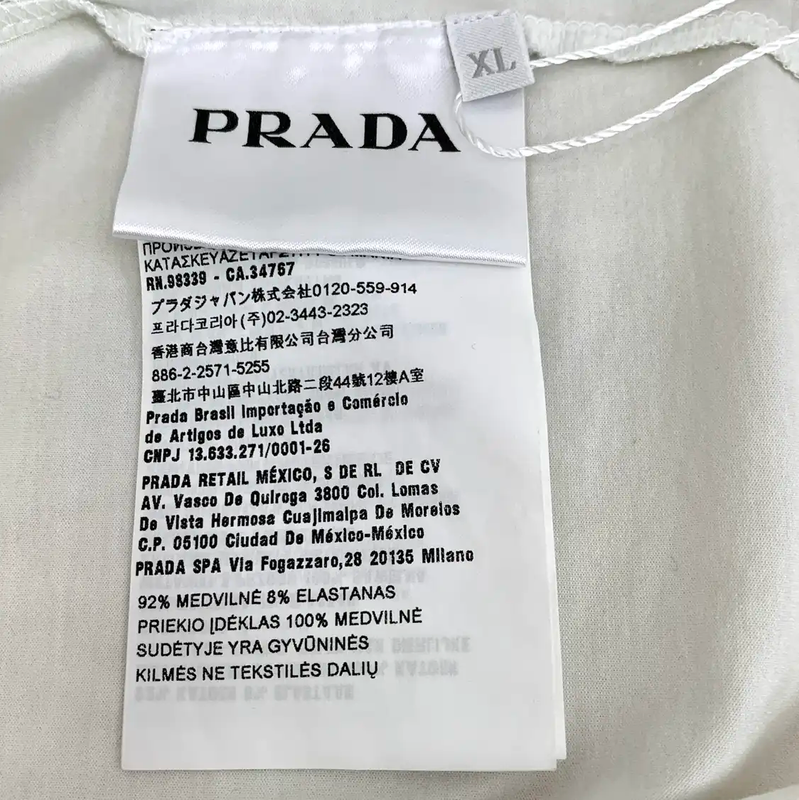 XL
PRADA
RN.98339 - CA.34767
プラダジャパン株式会社0120-559-914
프라다코리아(주)02-3443-2323
香港商台灣意比有限公司台灣分公司
886-2-2571-5255
臺北市中山區中山北路二段44號12樓A室
Prada Brasil Importação e Comércio
de Artigos de Luxo Ltda
CNPJ 13.633.271/0001-26
PRADA RETAIL MÉXICO, S DE RL DE CV
AV. Vasco De Quiroga 3800 Col. Lomas
De Vista Hermosa Cuajimalpa De Morelos
C.P. 05100 Ciudad De México-México
PRADA SPA Via Fogazzaro,28 20135 Milano
92% MEDVILNĖ 8% ELASTANAS
PRIEKIO ĮDĖKLAS 100% MEDVILNĖ
SUDĖTYJE YRA GYVŪNINĖS
KILMĖS NE TEKSTILĖS DALIŲ